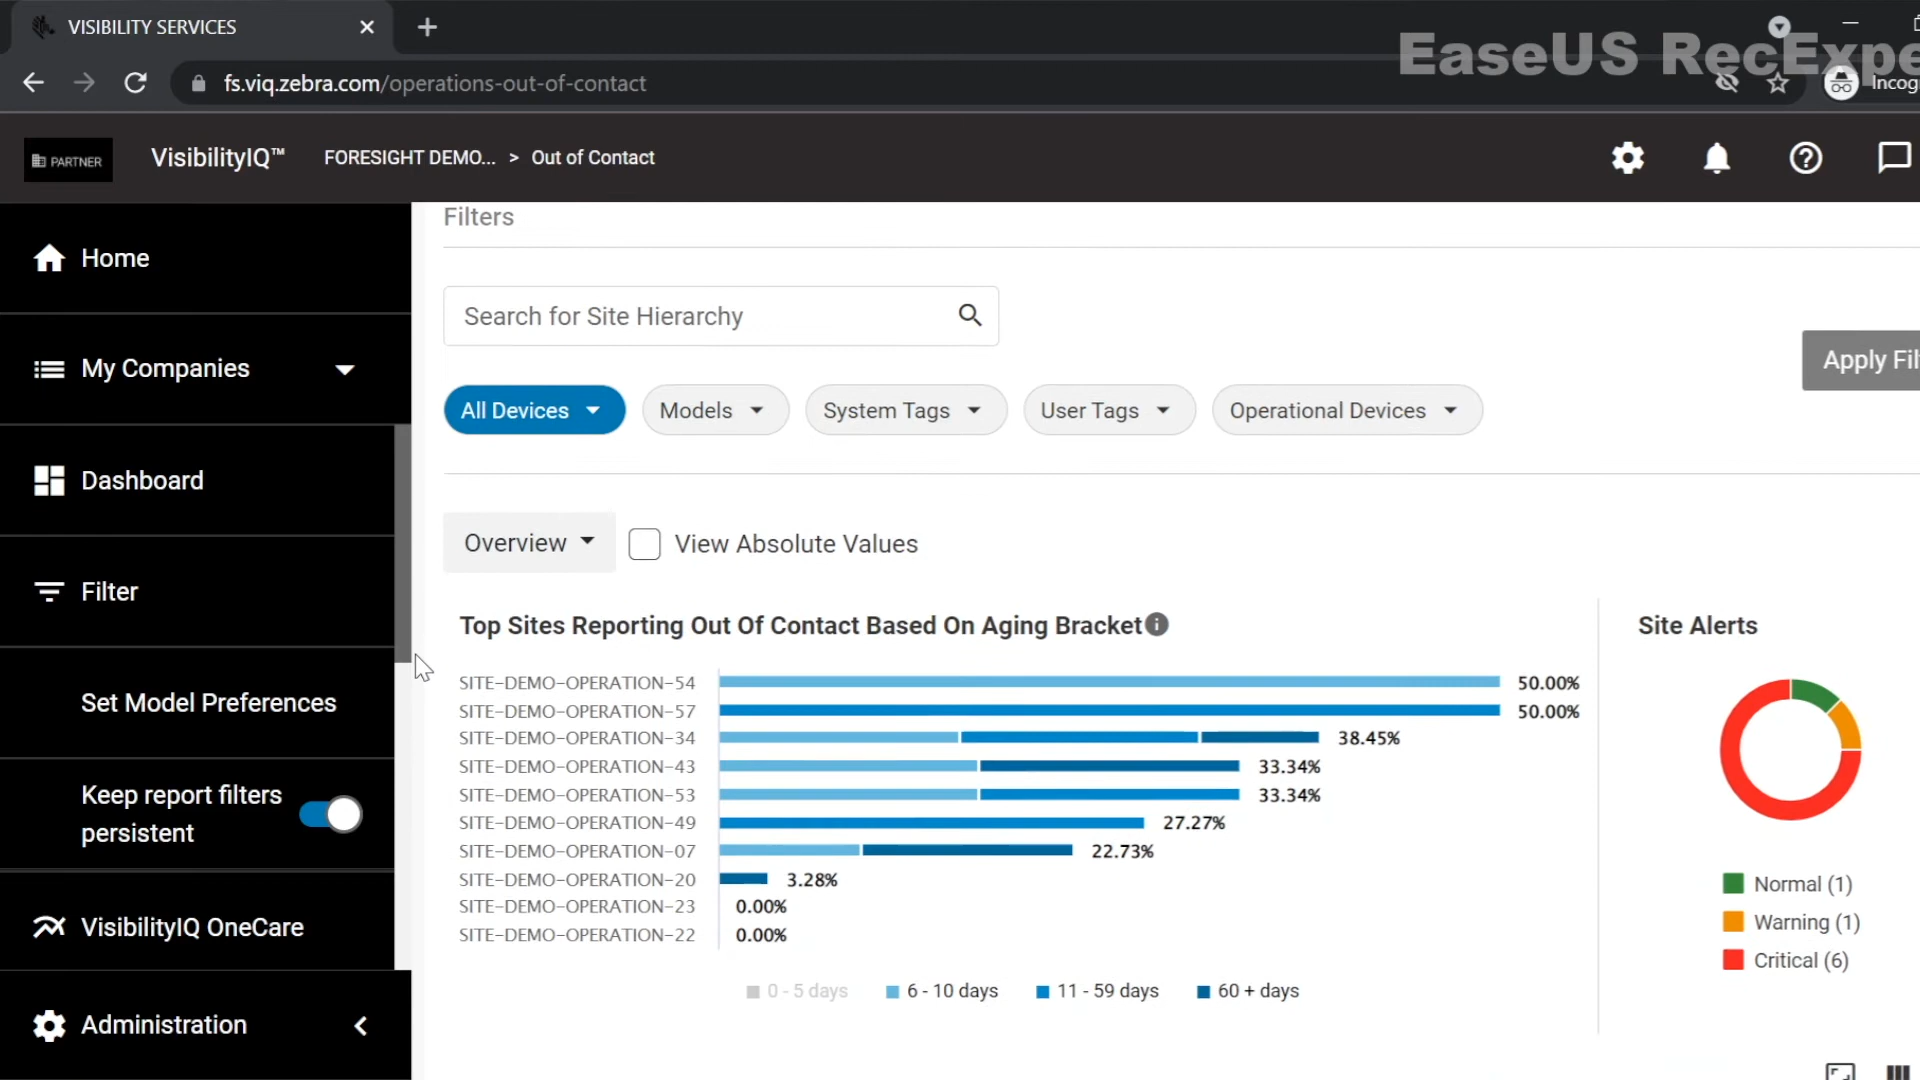 VISIBILITY SERVICES
EaseUS RecExpe
fs.viq.zebra.com/operations-out-of-contact
Incog
PARTNER
VisibilityIQ™
FORESIGHT DEMO... > Out of Contact
Home
My Companies
Dashboard
Filter
Set Model Preferences
Keep report filters
persistent
VisibilityIQ OneCare
Administration
Filters
Search for Site Hierarchy
Apply Fil
All Devices
Models
System Tags
User Tags
Operational Devices
Overview
View Absolute Values
Top Sites Reporting Out Of Contact Based On Aging Bracket
SITE-DEMO-OPERATION-54 50.00%
SITE-DEMO-OPERATION-57 50.00%
SITE-DEMO-OPERATION-34 38.45%
SITE-DEMO-OPERATION-43 33.34%
SITE-DEMO-OPERATION-53 33.34%
SITE-DEMO-OPERATION-49 27.27%
SITE-DEMO-OPERATION-07 22.73%
SITE-DEMO-OPERATION-20 3.28%
SITE-DEMO-OPERATION-23 0.00%
SITE-DEMO-OPERATION-22 0.00%
0 - 5 days 6 - 10 days 11 - 59 days 60 + days
Site Alerts
Normal (1)
Warning (1)
Critical (6)